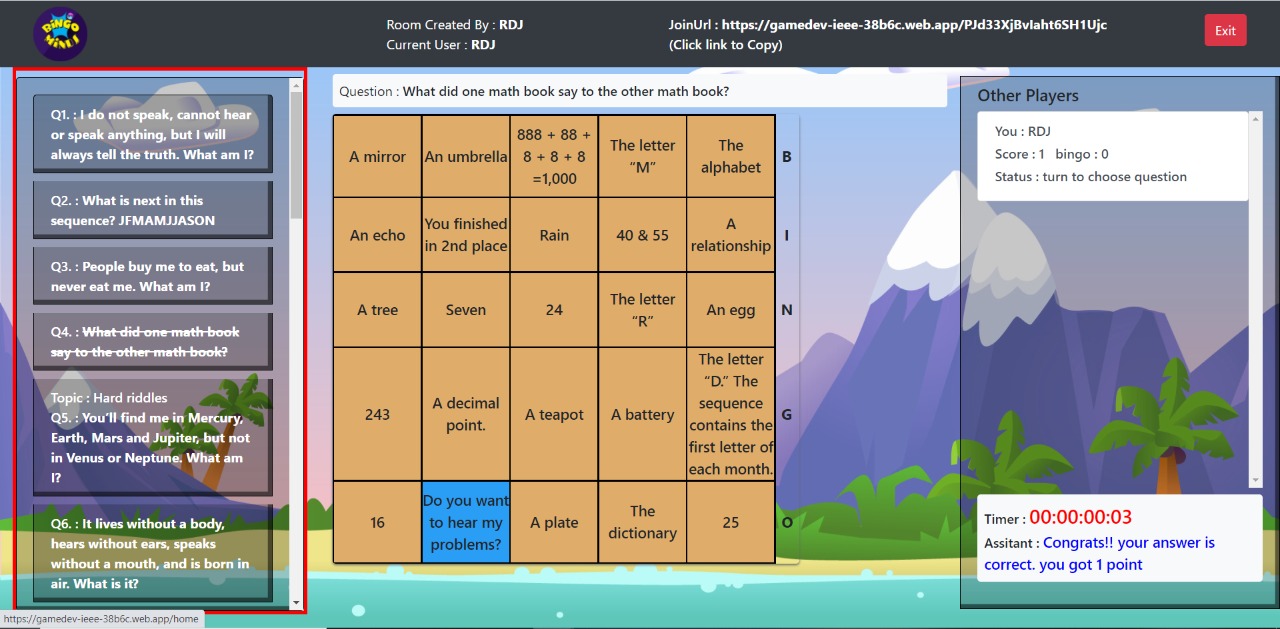 BINGO
MINI!
Room Created By : RDJ
Current User : RDJ
JoinUrl : https://gamedev-ieee-38b6c.web.app/PJd33XjBvIaht6SH1Ujc
(Click link to Copy)
Exit
Q1. : I do not speak, cannot hear
or speak anything, but I will
always tell the truth. What am I?
Q2. : What is next in this
sequence? JFMAMJJASON
Q3. : People buy me to eat, but
never eat me. What am I?
Q4. : What did one math book
say to the other math book?
Topic : Hard riddles
Q5. : You’ll find me in Mercury,
Earth, Mars and Jupiter, but not
in Venus or Neptune. What am
I?
Q6. : It lives without a body,
hears without ears, speaks
without a mouth, and is born in
air. What is it?
Question : What did one math book say to the other math book?
A mirror
An umbrella
888 + 88 +
8 + 8 + 8
=1,000
The letter
“M”
The
alphabet
B
An echo
You finished
in 2nd place
Rain
40 & 55
A
relationship
I
A tree
Seven
24
The letter
“R”
An egg
N
243
A decimal
point.
A teapot
A battery
The letter
“D.” The
sequence
contains the
first letter of
each month.
G
16
Do you want
to hear my
problems?
A plate
The
dictionary
25
O
Other Players
You : RDJ
Score : 1 bingo : 0
Status : turn to choose question
Timer : 00:00:00:03
Assitant : Congrats!! your answer is
correct. you got 1 point
https://gamedev-ieee-38b6c.web.app/home